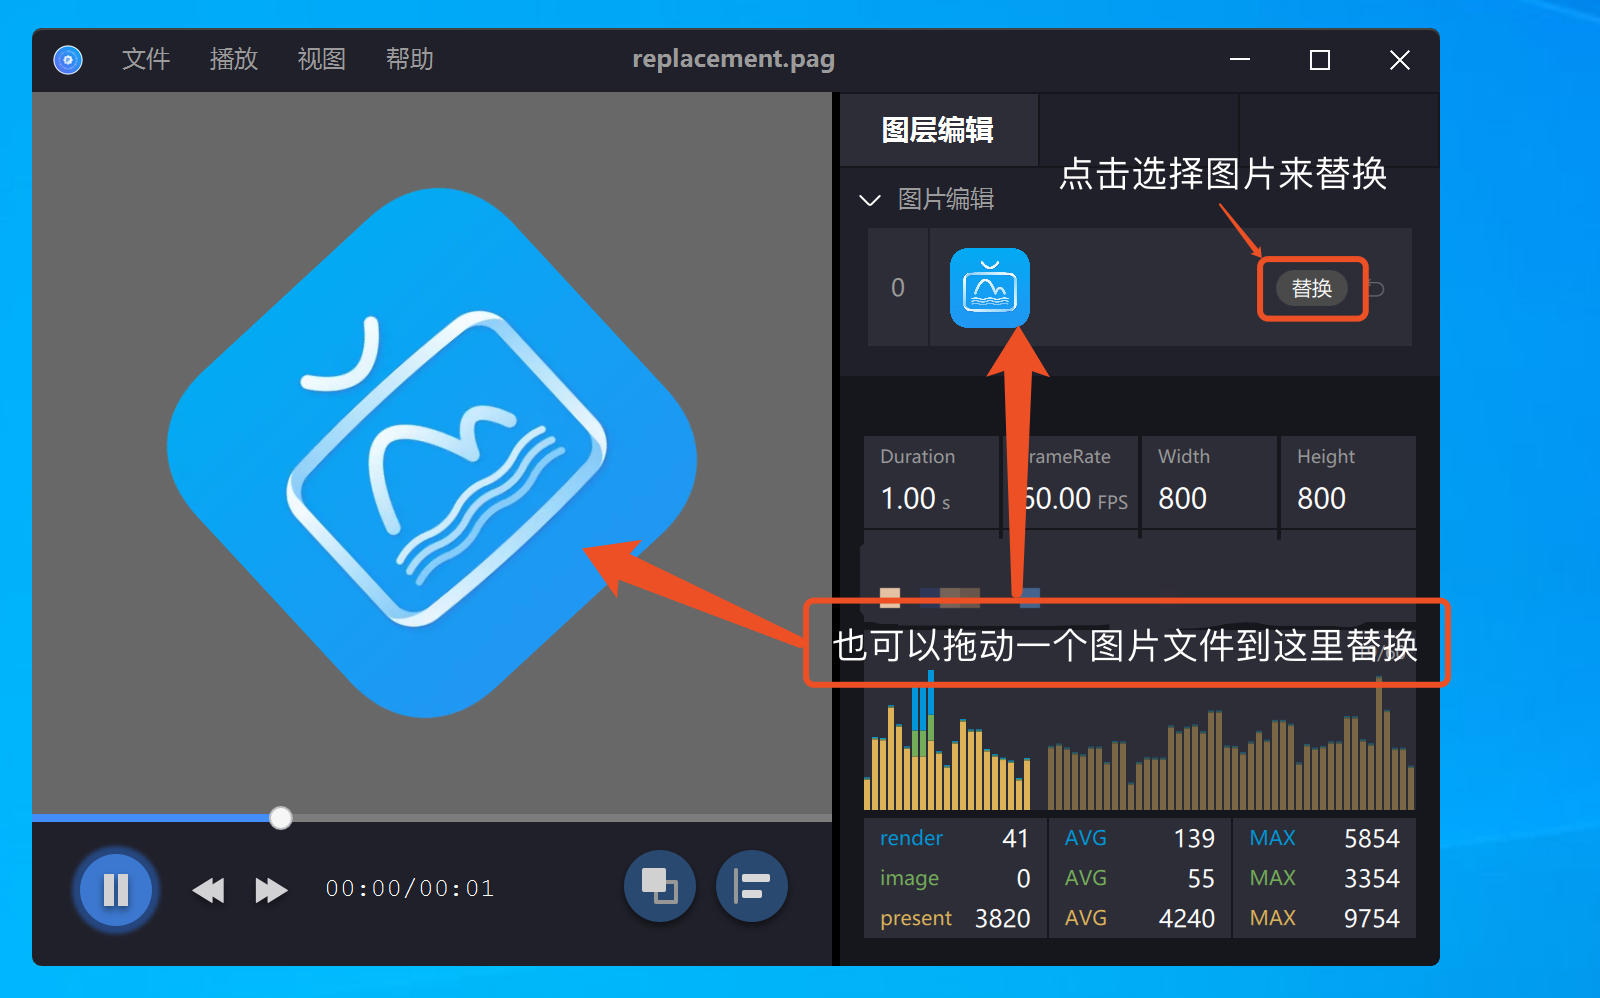 文件 播放 视图 帮助 replacement.pag
图层编辑
点击选择图片来替换
图片编辑
0 替换
Duration FrameRate Width Height
1.00 s 60.00 FPS 800 800
也可以拖动一个图片文件到这里替换
render 41 AVG 139 MAX 5854
image 0 AVG 55 MAX 3354
present 3820 AVG 4240 MAX 9754
00:00/00:01